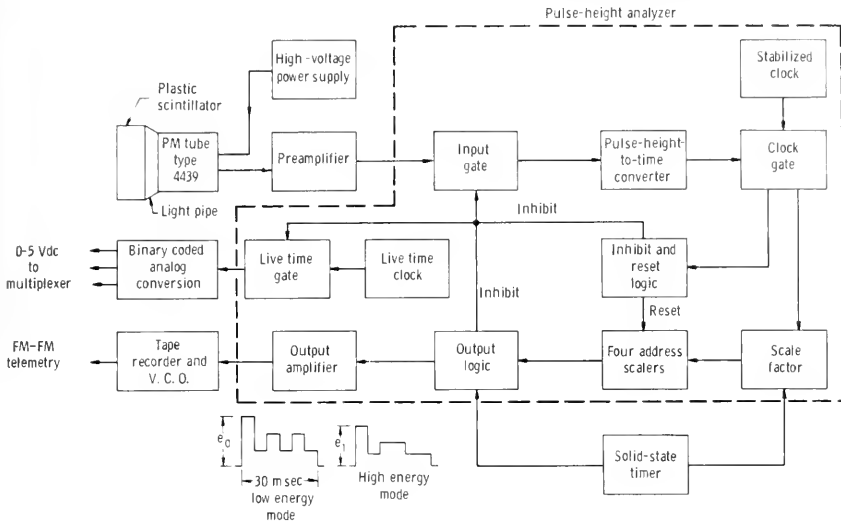 Pulse-height analyzer
High-voltage
power supply
Stabilized
clock
Plastic
scintillator
PM tube
type
4439
Preamplifier
Input
gate
Pulse-height-
to-time
converter
Clock
gate
Light pipe
Inhibit
0-5 Vdc
to
multiplexer
Binary coded
analog
conversion
Live time
gate
Live time
clock
Inhibit
Inhibit and
reset
logic
Reset
FM-FM
telemetry
Tape
recorder and
V. C. O.
Output
amplifier
Output
logic
Four address
scalers
Scale
factor
e0
30 msec
low energy
mode
e1
High energy
mode
Solid-state
timer